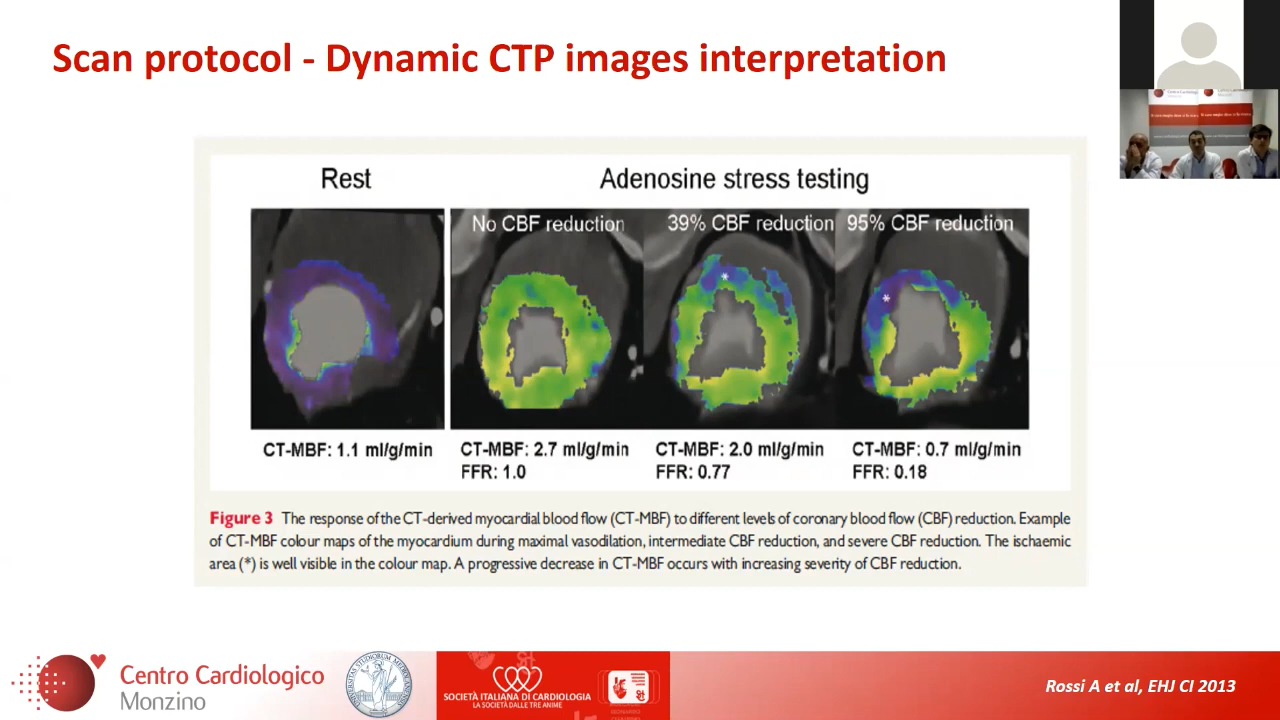 Scan protocol - Dynamic CTP images interpretation
Centro Cardiologico
Monzino
Rest
Adenosine stress testing
No CBF reduction
39% CBF reduction
95% CBF reduction
*
*
CT-MBF: 1.1 ml/g/min
CT-MBF: 2.7 ml/g/min
FFR: 1.0
CT-MBF: 2.0 ml/g/min
FFR: 0.77
CT-MBF: 0.7 ml/g/min
FFR: 0.18
Figure 3 The response of the CT-derived myocardial blood flow (CT-MBF) to different levels of coronary blood flow (CBF) reduction. Example
of CT-MBF colour maps of the myocardium during maximal vasodilation, intermediate CBF reduction, and severe CBF reduction. The ischaemic
area (*) is well visible in the colour map. A progressive decrease in CT-MBF occurs with increasing severity of CBF reduction.
Centro Cardiologico
Monzino
SOCIETÀ ITALIANA DI CARDIOLOGIA
LA SOCIETÀ DALLE TRE ANIME
Rossi A et al, EHJ CI 2013